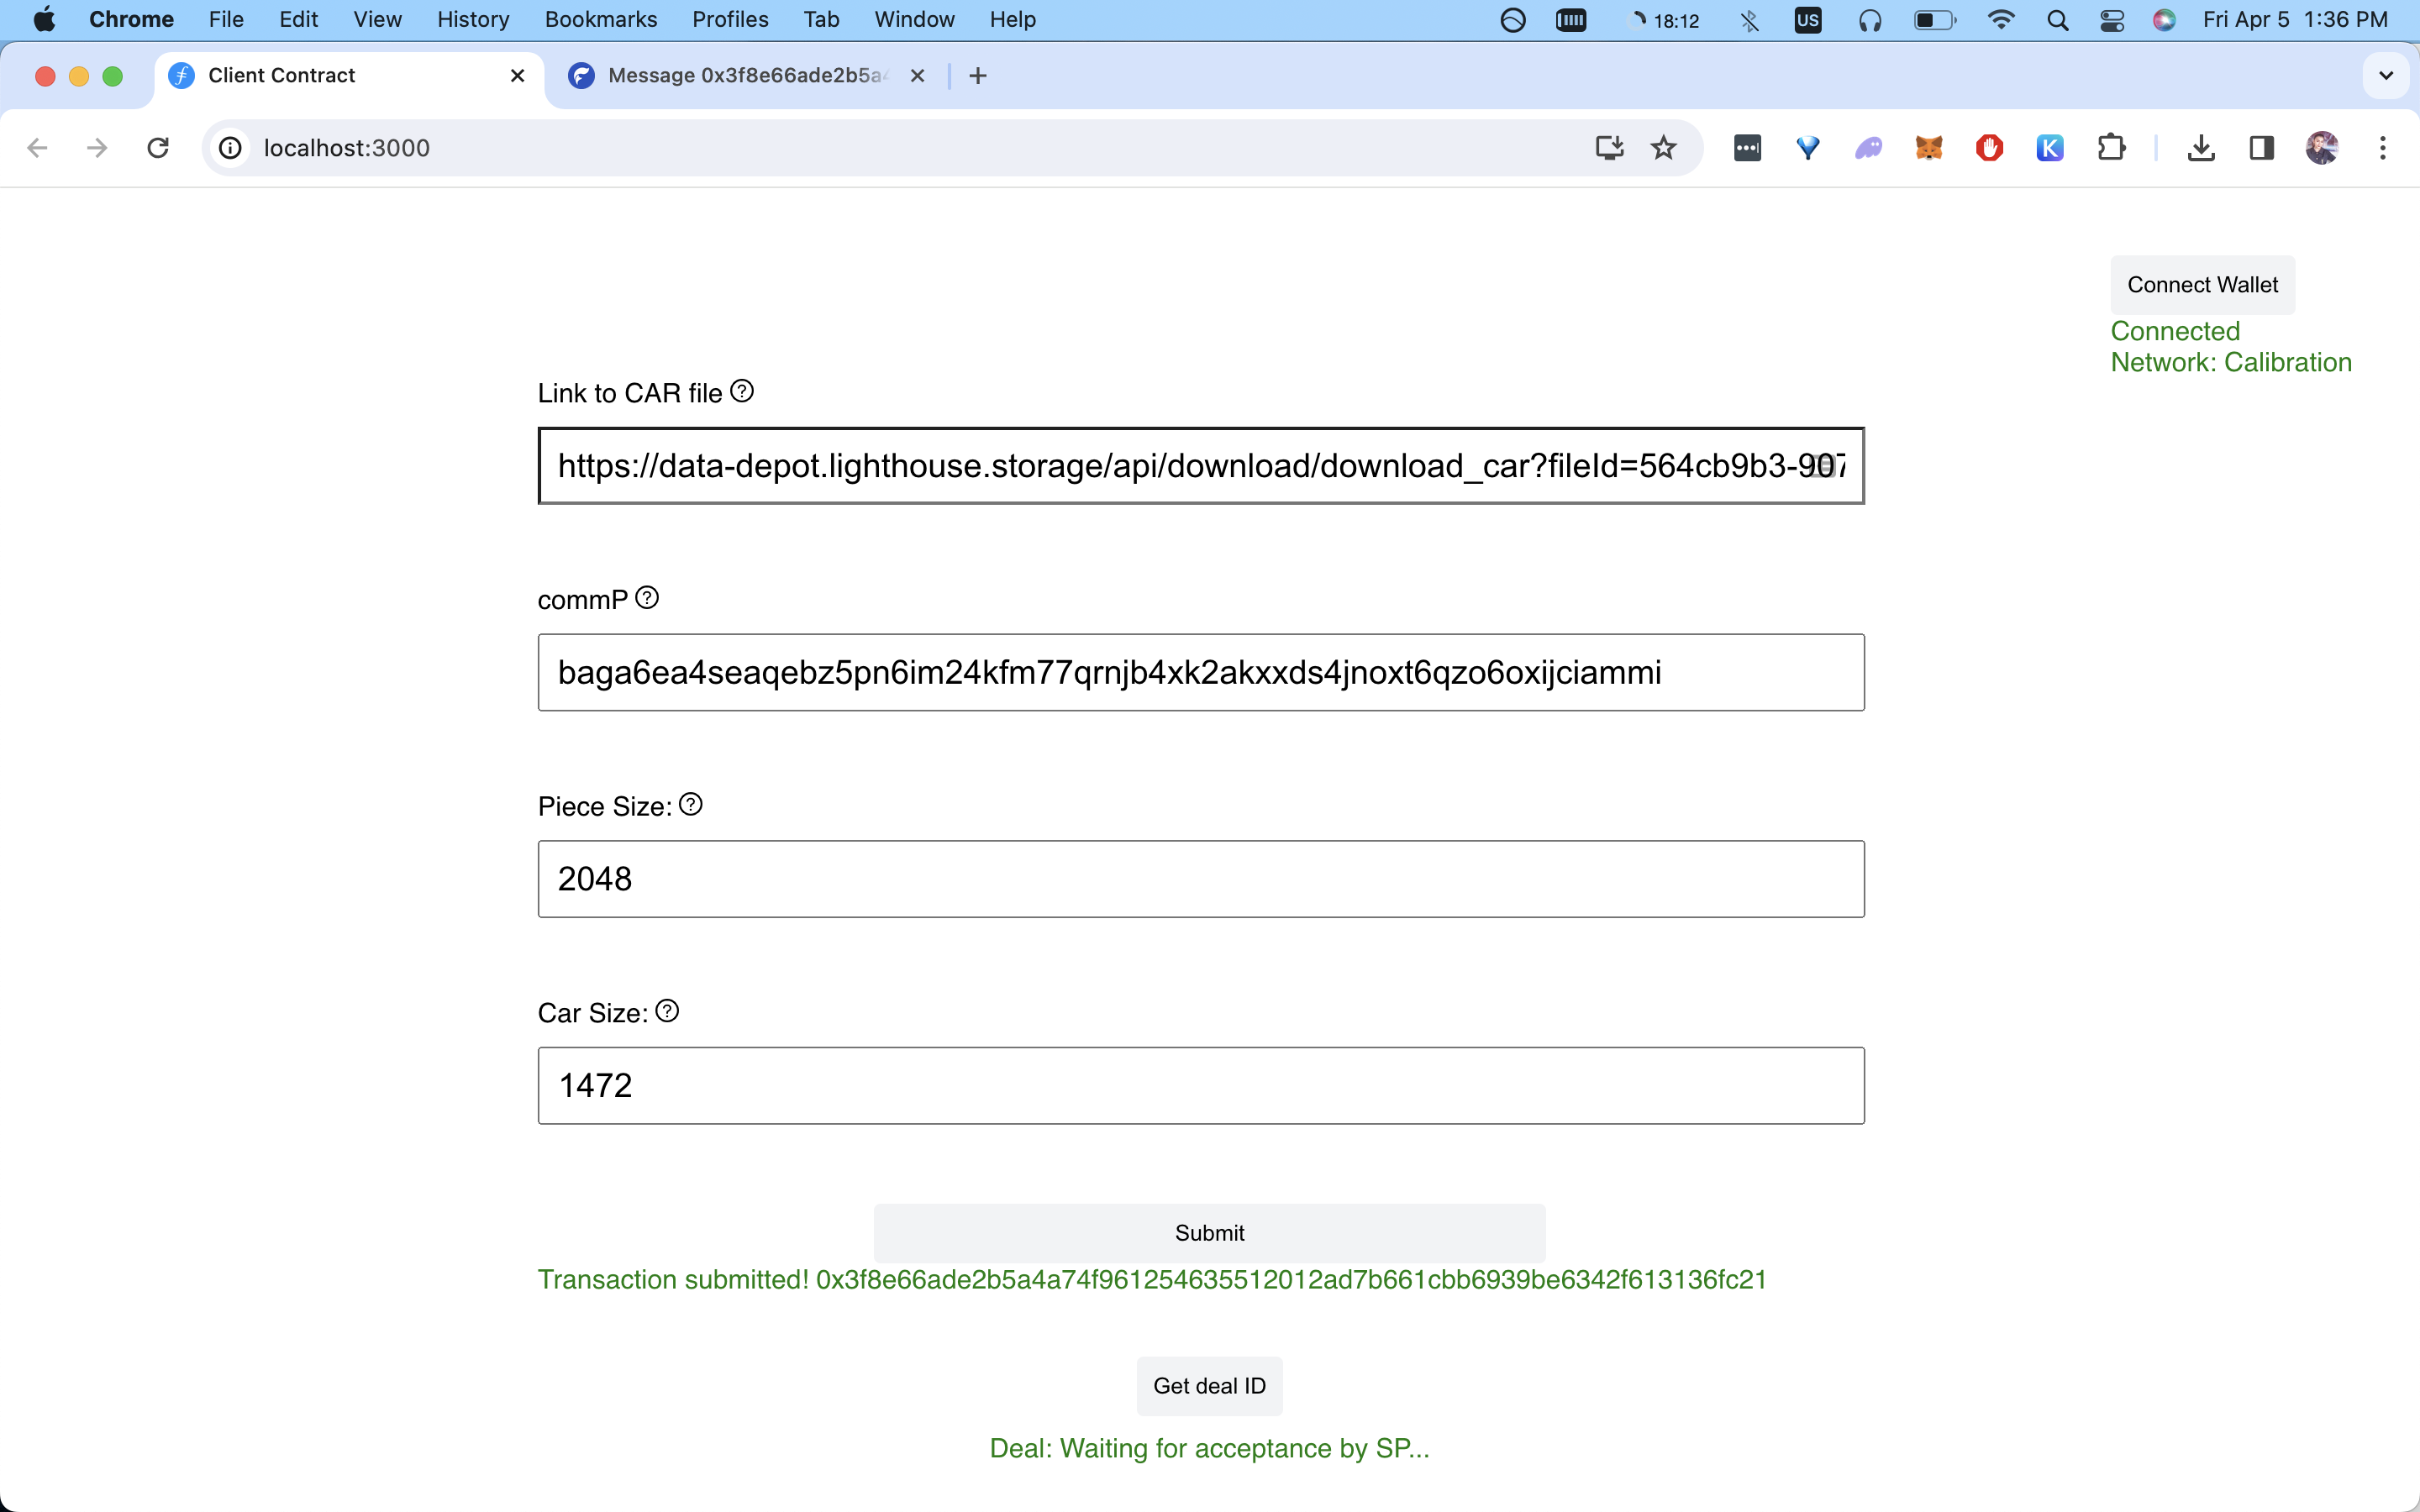 Chrome File Edit View History Bookmarks Profiles Tab Window Help 18:12 US Fri Apr 5 1:36 PM
Client Contract Message 0x3f8e66ade2b5a4
localhost:3000
Connect Wallet
Connected
Network: Calibration
Link to CAR file
https://data-depot.lighthouse.storage/api/download/download_car?fileId=564cb9b3-907
commP
baga6ea4seaqebz5pn6im24kfm77qrnjb4xk2akxxds4jnoxt6qzo6oxijciammi
Piece Size:
2048
Car Size:
1472
Submit
Transaction submitted! 0x3f8e66ade2b5a4a74f961254635512012ad7b661cbb6939be6342f613136fc21
Get deal ID
Deal: Waiting for acceptance by SP...